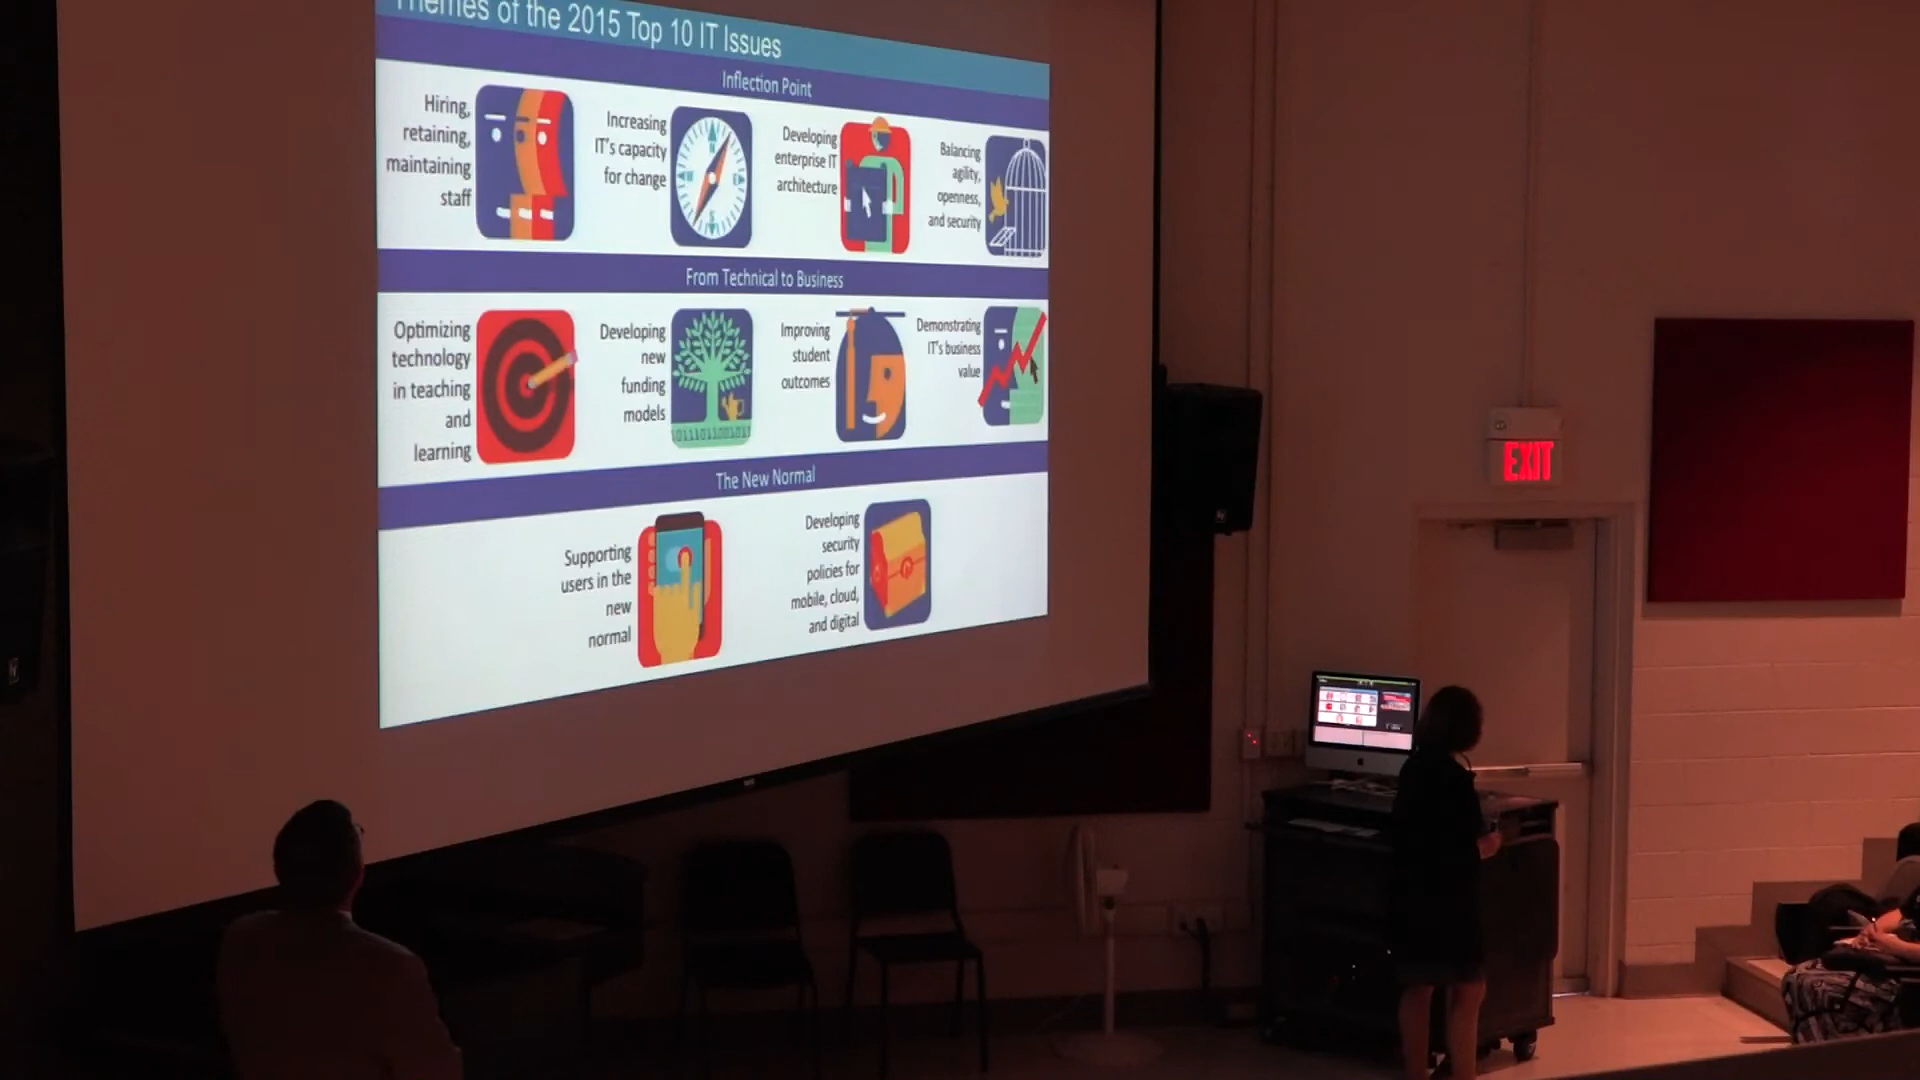 Themes of the 2015 Top 10 IT Issues
Inflection Point
Hiring,
retaining,
maintaining
staff
Increasing
IT's capacity
for change
Developing
enterprise IT
architecture
Balancing
agility,
openness,
and security
From Technical to Business
Optimizing
technology
in teaching
and
learning
Developing
new
funding
models
Improving
student
outcomes
Demonstrating
IT's business
value
The New Normal
Supporting
users in the
new
normal
Developing
security
policies for
mobile, cloud,
and digital
EXIT